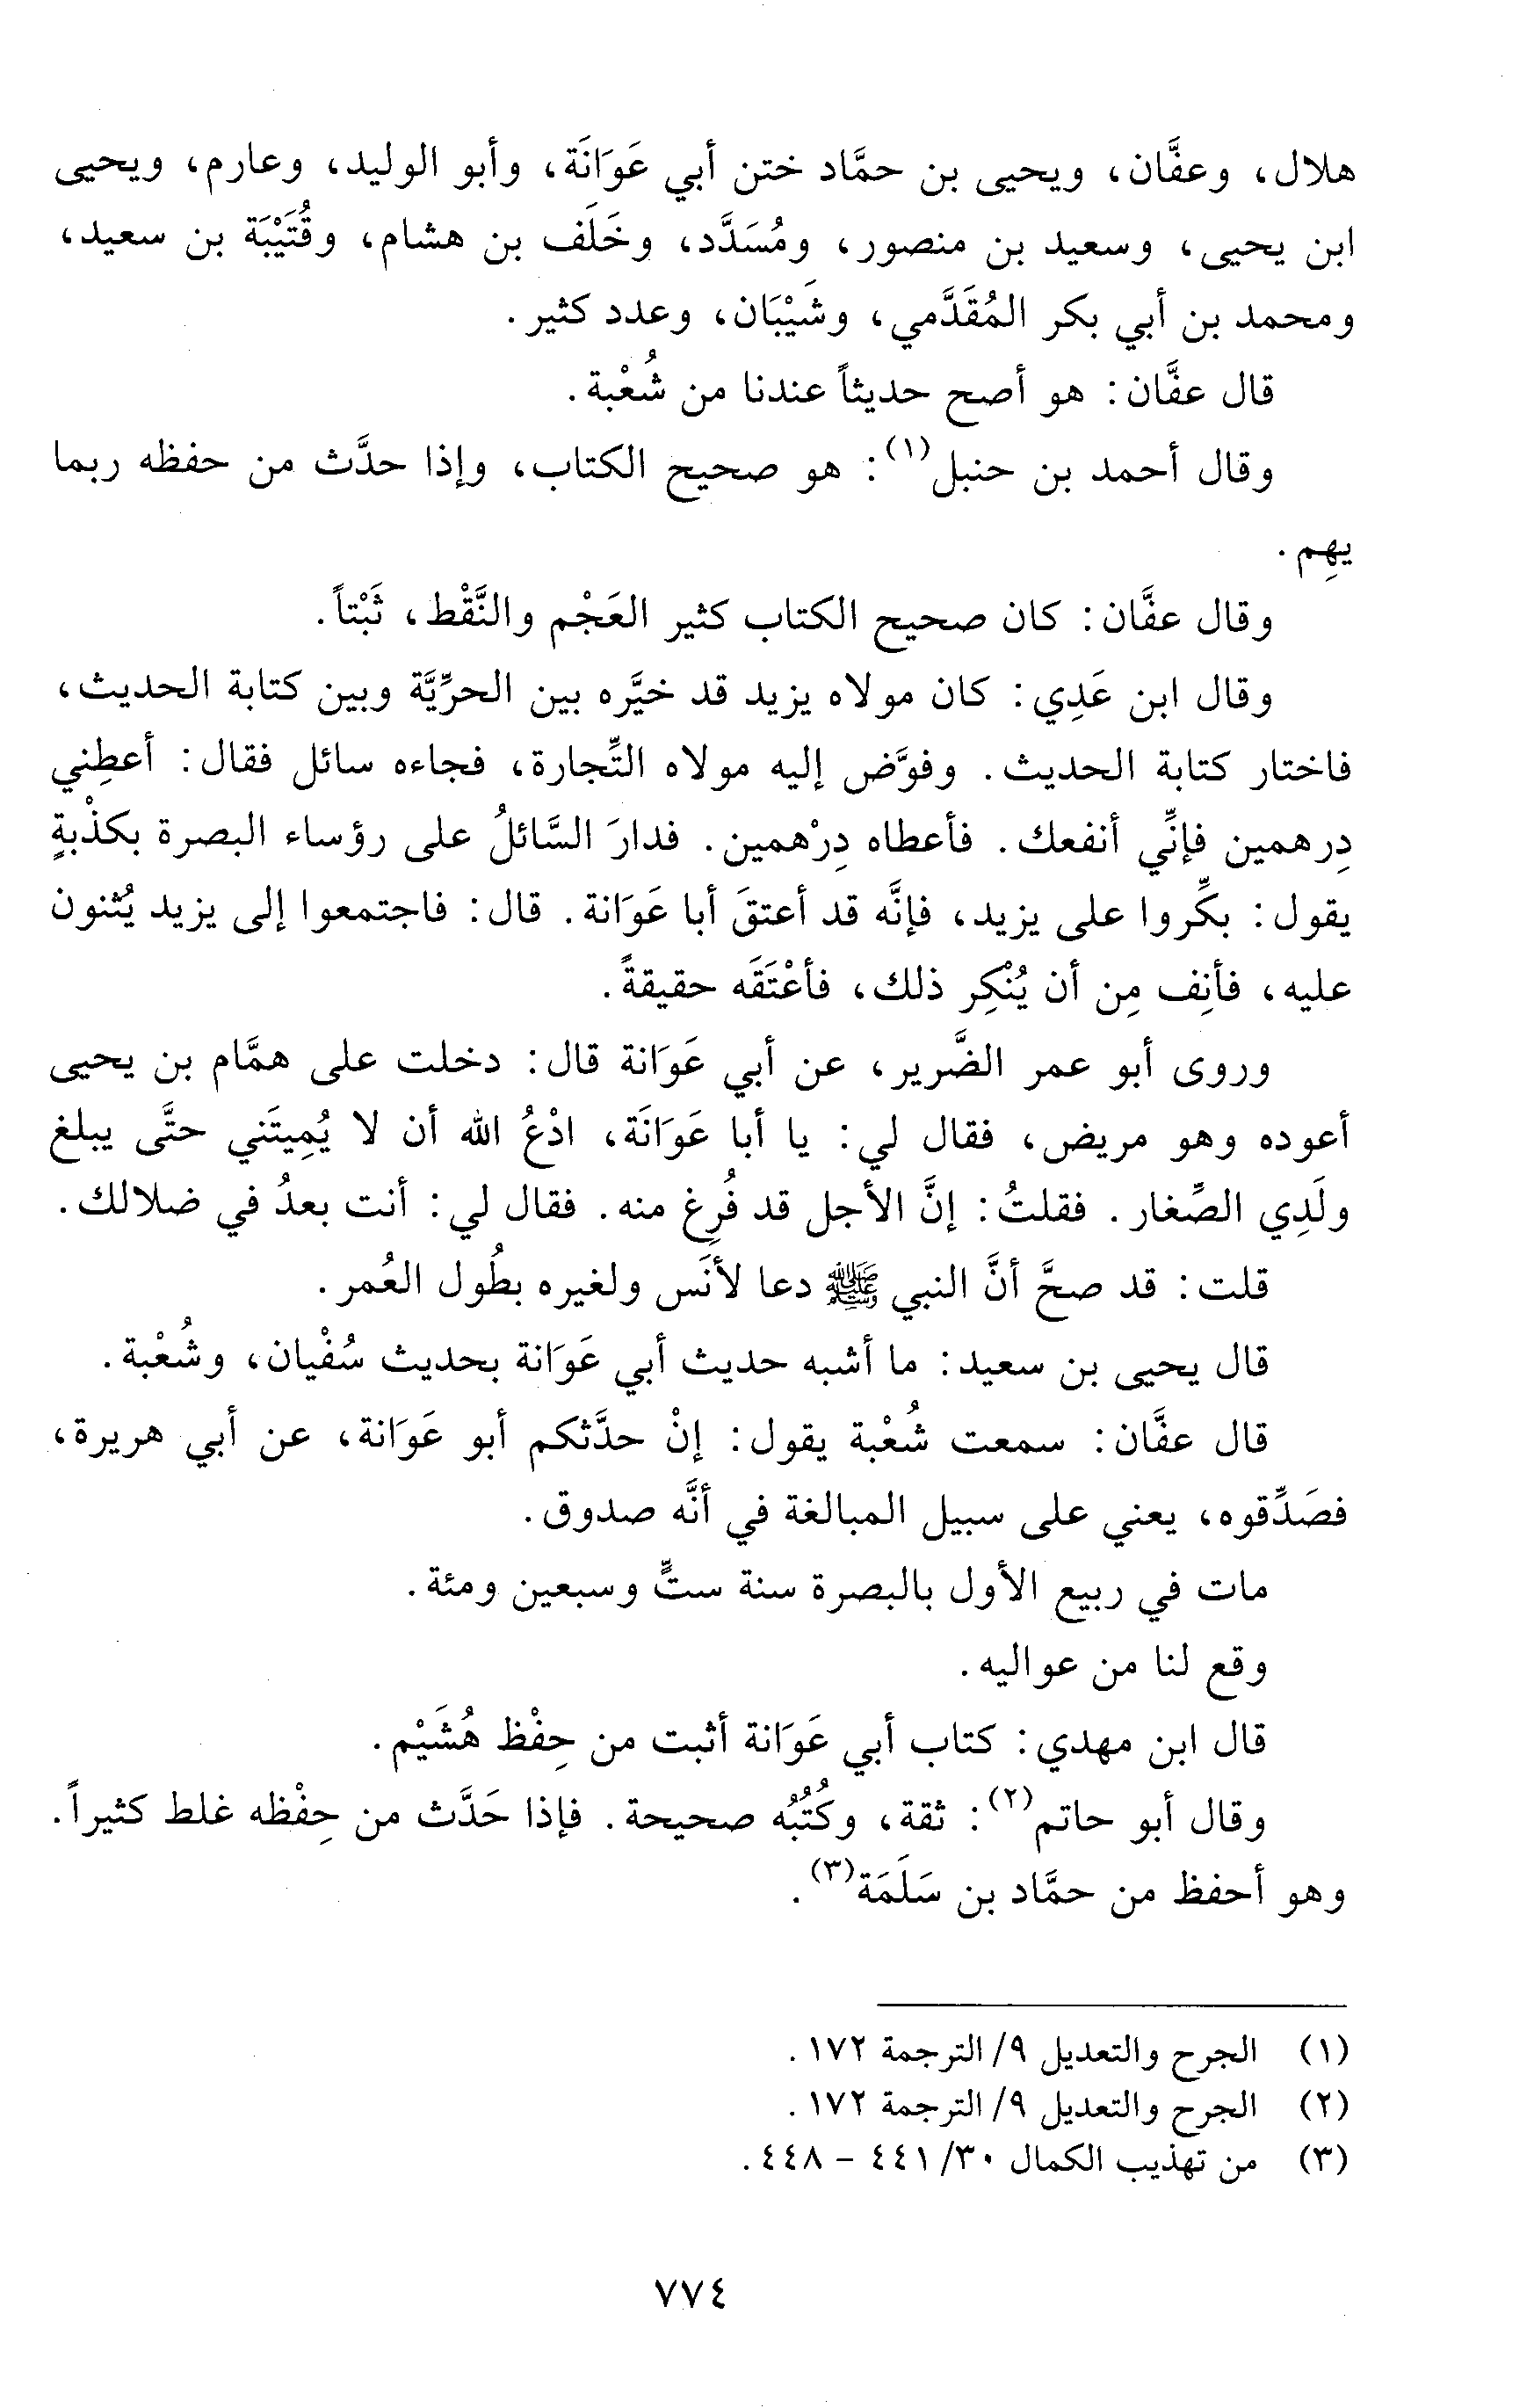 هلال، وعفَّان، ويحيى بن حمَّاد ختن أبي عَوَانَة، وأبو الوليد، وعارم، ويحيى
ابن يحيى، وسعيد بن منصور، ومُسَدَّد، وخَلَف بن هشام، وقُتَيْبَة بن سعيد،
ومحمد بن أبي بكر المُقَدَّمي، وشَيْبَان، وعدد كثير.
قال عفَّان: هو أصح حديثاً عندنا من شُعْبة.
وقال أحمد بن حنبل(١): هو صحيح الكتاب، وإذا حدَّث من حفظه ربما
يهِم.
وقال عفَّان: كان صحيح الكتاب كثير العَجْم والنَّقْط، ثَبْتاً.
وقال ابن عَدِي: كان مولاه يزيد قد خيَّره بين الحرِّيَّة وبين كتابة الحديث،
فاختار كتابة الحديث. وفوَّض إليه مولاه التِّجارة، فجاءه سائل فقال: أعطِني
دِرهمين فإنِّي أنفعك. فأعطاه دِرْهمين. فدارَ السَّائلُ على رؤساء البصرة بكذْبةٍ
يقول: بكِّروا على يزيد، فإنَّه قد أعتقَ أبا عَوَانة. قال: فاجتمعوا إلى يزيد يُثنون
عليه، فأنِف مِن أن يُنْكِر ذلك، فأعْتَقَه حقيقةً.
وروى أبو عمر الضَّرير، عن أبي عَوَانة قال: دخلت على همَّام بن يحيى
أعوده وهو مريض، فقال لي: يا أبا عَوَانَة، ادْعُ الله أن لا يُمِيتَني حتَّى يبلغ
ولَدِي الصِّغار. فقلتُ: إنَّ الأجل قد فُرِغ منه. فقال لي: أنت بعدُ في ضلالك.
قلت: قد صحَّ أنَّ النبي ﷺ دعا لأنَس ولغيره بطُول العُمر.
قال يحيى بن سعيد: ما أشبه حديث أبي عَوَانة بحديث سُفْيان، وشُعْبة.
قال عفَّان: سمعت شُعْبة يقول: إنْ حدَّثكم أبو عَوَانة، عن أبي هريرة،
فصَدِّقوه، يعني على سبيل المبالغة في أنَّه صدوق.
مات في ربيع الأول بالبصرة سنة ستٍّ وسبعين ومئة.
وقع لنا من عواليه.
قال ابن مهدي: كتاب أبي عَوَانة أثبت من حِفْظ هُشَيْم.
وقال أبو حاتم(٢): ثقة، وكُتُبُه صحيحة. فإذا حَدَّث من حِفْظه غلط كثيراً.
وهو أحفظ من حمَّاد بن سَلَمَة(٣).
(١) الجرح والتعديل ٩/ الترجمة ١٧٢.
(٢) الجرح والتعديل ٩/ الترجمة ١٧٢.
(٣) من تهذيب الكمال ٣٠/ ٤٤١ - ٤٤٨.
٧٧٤